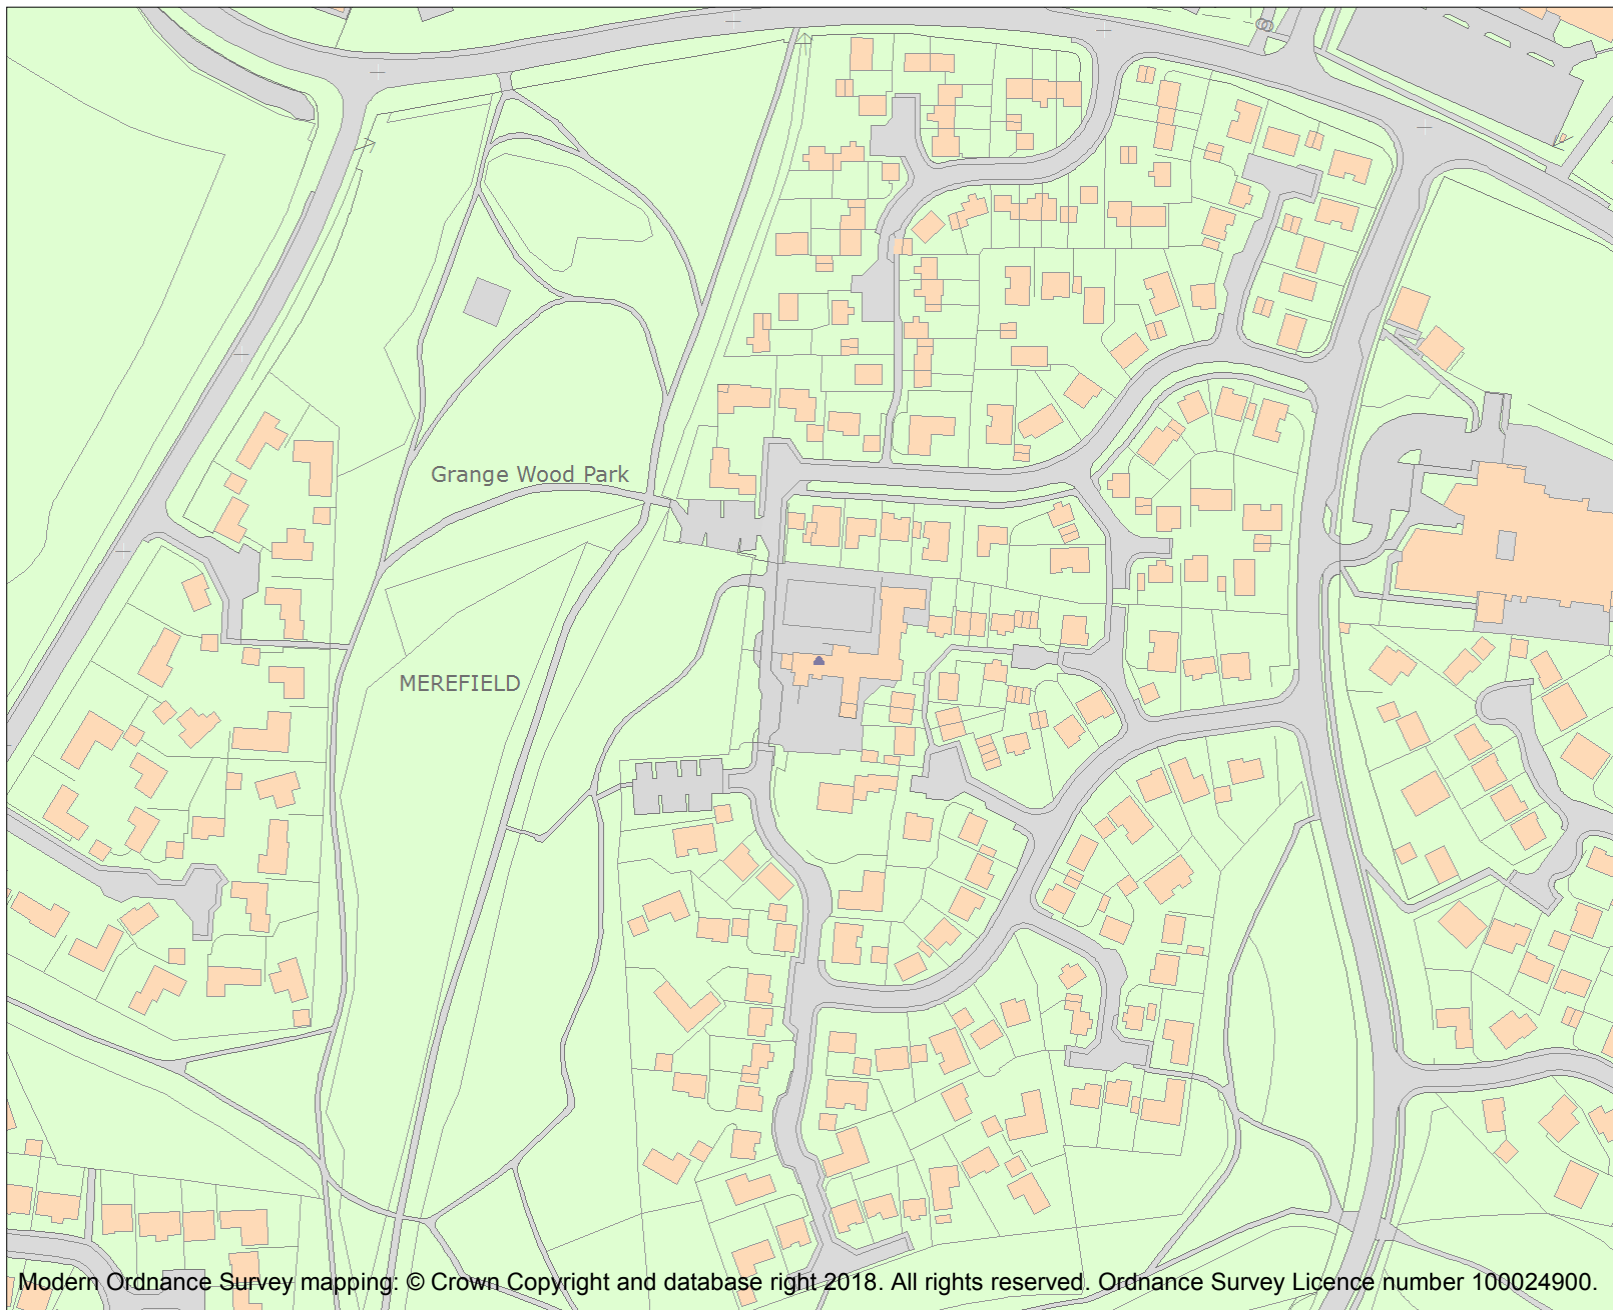 Grange Wood Park
MEREFIELD
Modern Ordnance Survey mapping: © Crown Copyright and database right 2018. All rights reserved. Ordnance Survey Licence number 100024900.